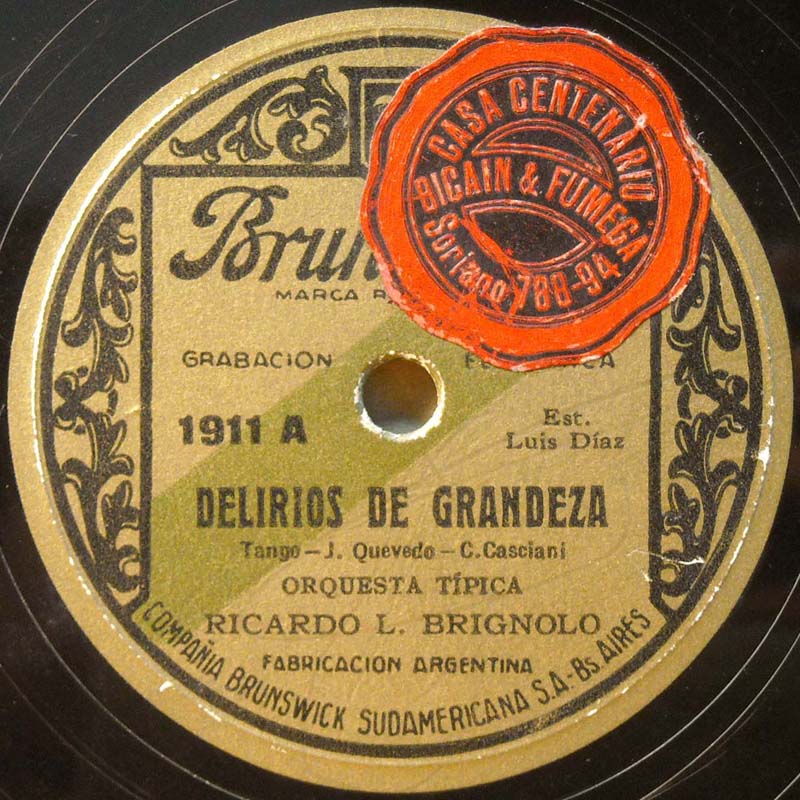 CASA CENTENARIO
BICAIN & FUMEGA
Soriano 788-94
Brun
MARCA R
GRABACION
1911 A
Est.
Luis Díaz
DELIRIOS DE GRANDEZA
Tango – J. Quevedo – C. Casciani
ORQUESTA TÍPICA
RICARDO L. BRIGNOLO
FABRICACION ARGENTINA
COMPAÑIA BRUNSWICK SUDAMERICANA S.A-Bs. AIRES